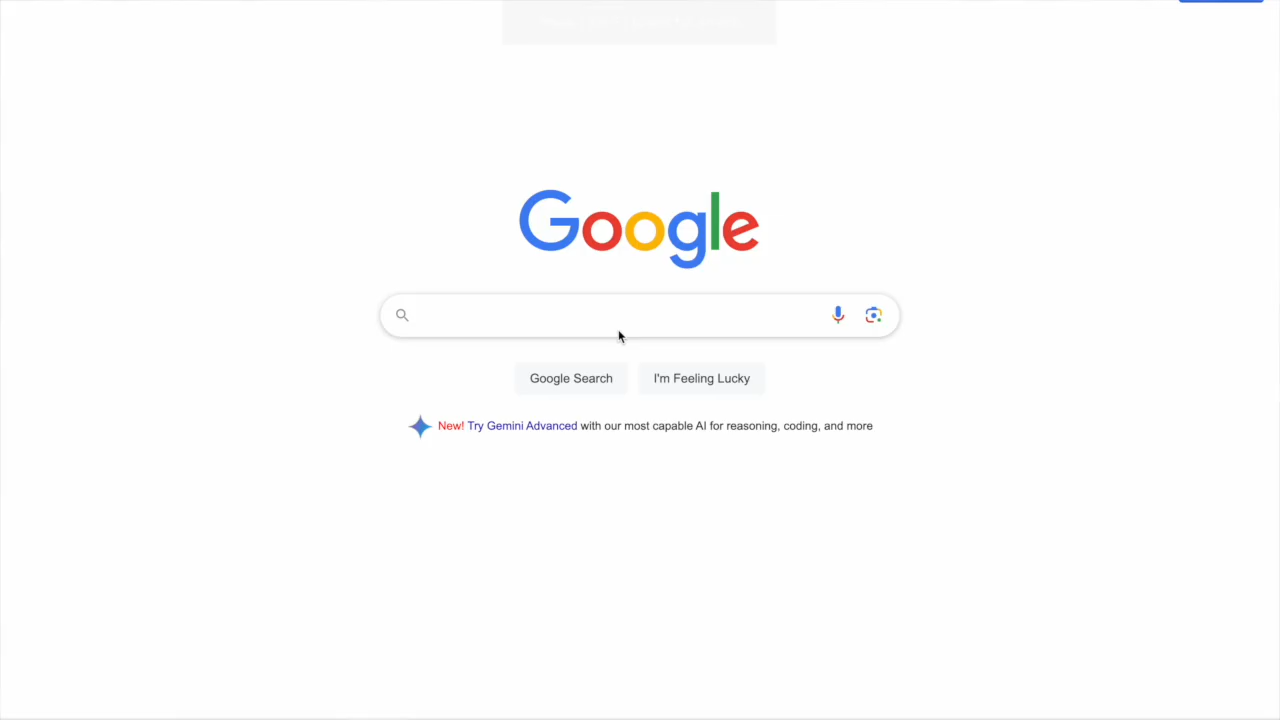 Google
Google Search
I'm Feeling Lucky
New! Try Gemini Advanced with our most capable AI for reasoning, coding, and more